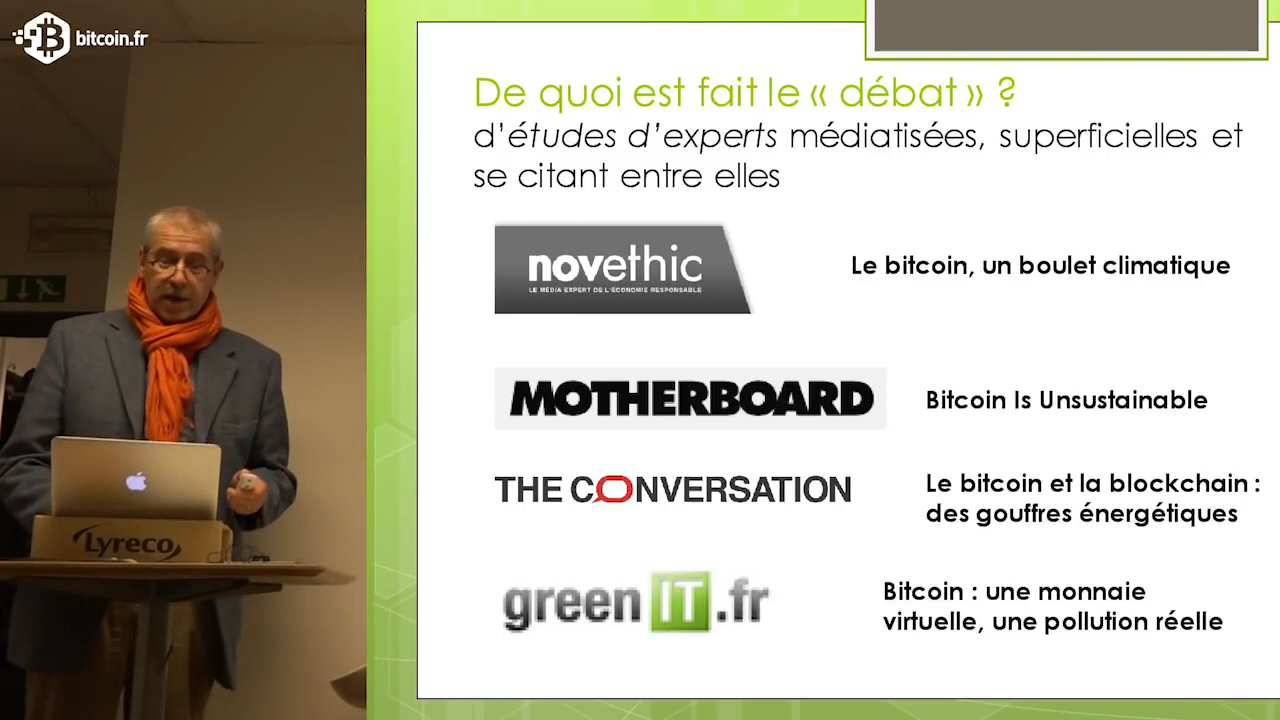 bitcoin.fr
De quoi est fait le « débat » ?
d'études d'experts médiatisées, superficielles et
se citant entre elles
novethic
LE MÉDIA EXPERT DE L'ÉCONOMIE RESPONSABLE
Le bitcoin, un boulet climatique
MOTHERBOARD
Bitcoin Is Unsustainable
THE CONVERSATION
Le bitcoin et la blockchain :
des gouffres énergétiques
green IT.fr
Bitcoin : une monnaie
virtuelle, une pollution réelle
Lyreco